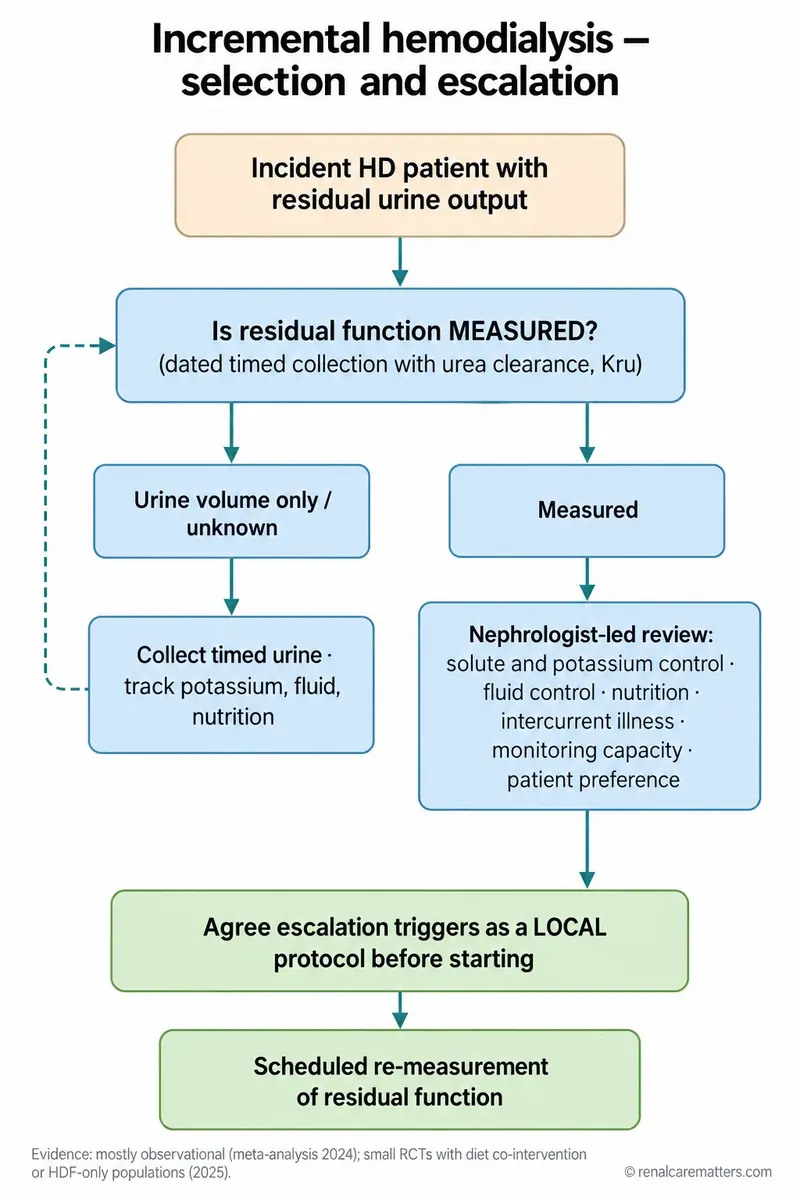 Incremental hemodialysis –
selection and escalation
Incident HD patient with
residual urine output
Is residual function MEASURED?
(dated timed collection with urea clearance, Kru)
Urine volume only /
unknown
Measured
Collect timed urine ·
track potassium, fluid,
nutrition
Nephrologist-led review:
solute and potassium control ·
fluid control · nutrition ·
intercurrent illness ·
monitoring capacity ·
patient preference
Agree escalation triggers as a LOCAL
protocol before starting
Scheduled re-measurement
of residual function
Evidence: mostly observational (meta-analysis 2024); small RCTs with diet co-intervention
or HDF-only populations (2025).
© renalcarematters.com